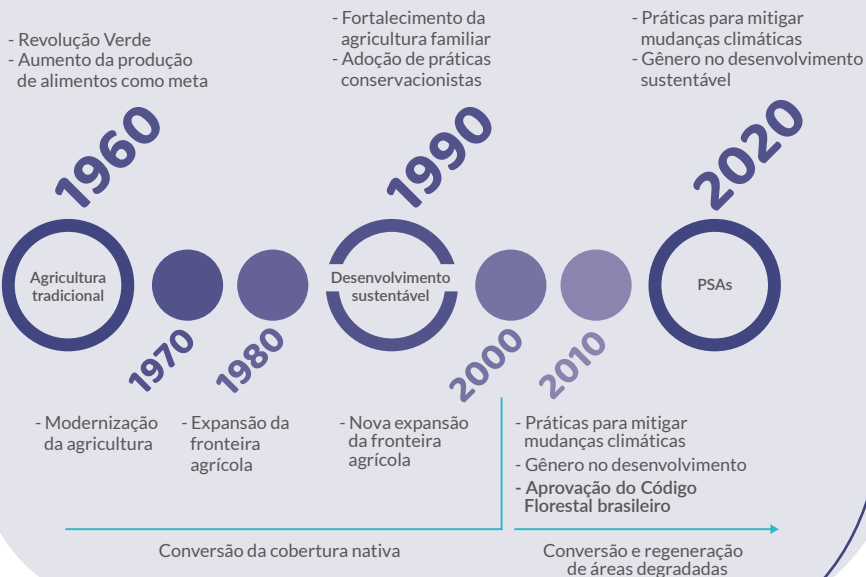 - Revolução Verde
- Aumento da produção
de alimentos como meta
- Fortalecimento da
agricultura familiar
- Adoção de práticas
conservacionistas
- Práticas para mitigar
mudanças climáticas
- Gênero no desenvolvimento
sustentável
1960
1990
2020
Agricultura
tradicional
Desenvolvimento
sustentável
PSAs
1970
1980
2000
2010
- Modernização
da agricultura
- Expansão da
fronteira
agrícola
- Nova expansão
da fronteira
agrícola
- Práticas para mitigar
mudanças climáticas
- Gênero no desenvolvimento
- Aprovação do Código
Florestal brasileiro
Conversão da cobertura nativa
Conversão e regeneração
de áreas degradadas